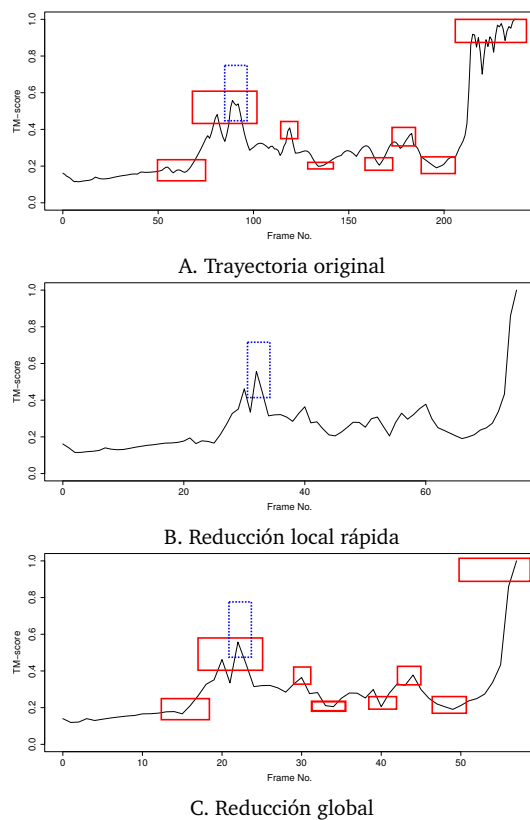 TM−score
0.0 0.2 0.4 0.6 0.8 1.0
0 50 100 150 200
Frame No.
A. Trayectoria original
TM−score
0.0 0.2 0.4 0.6 0.8 1.0
0 20 40 60
Frame No.
B. Reducción local rápida
TM−score
0.0 0.2 0.4 0.6 0.8 1.0
0 10 20 30 40 50
Frame No.
C. Reducción global